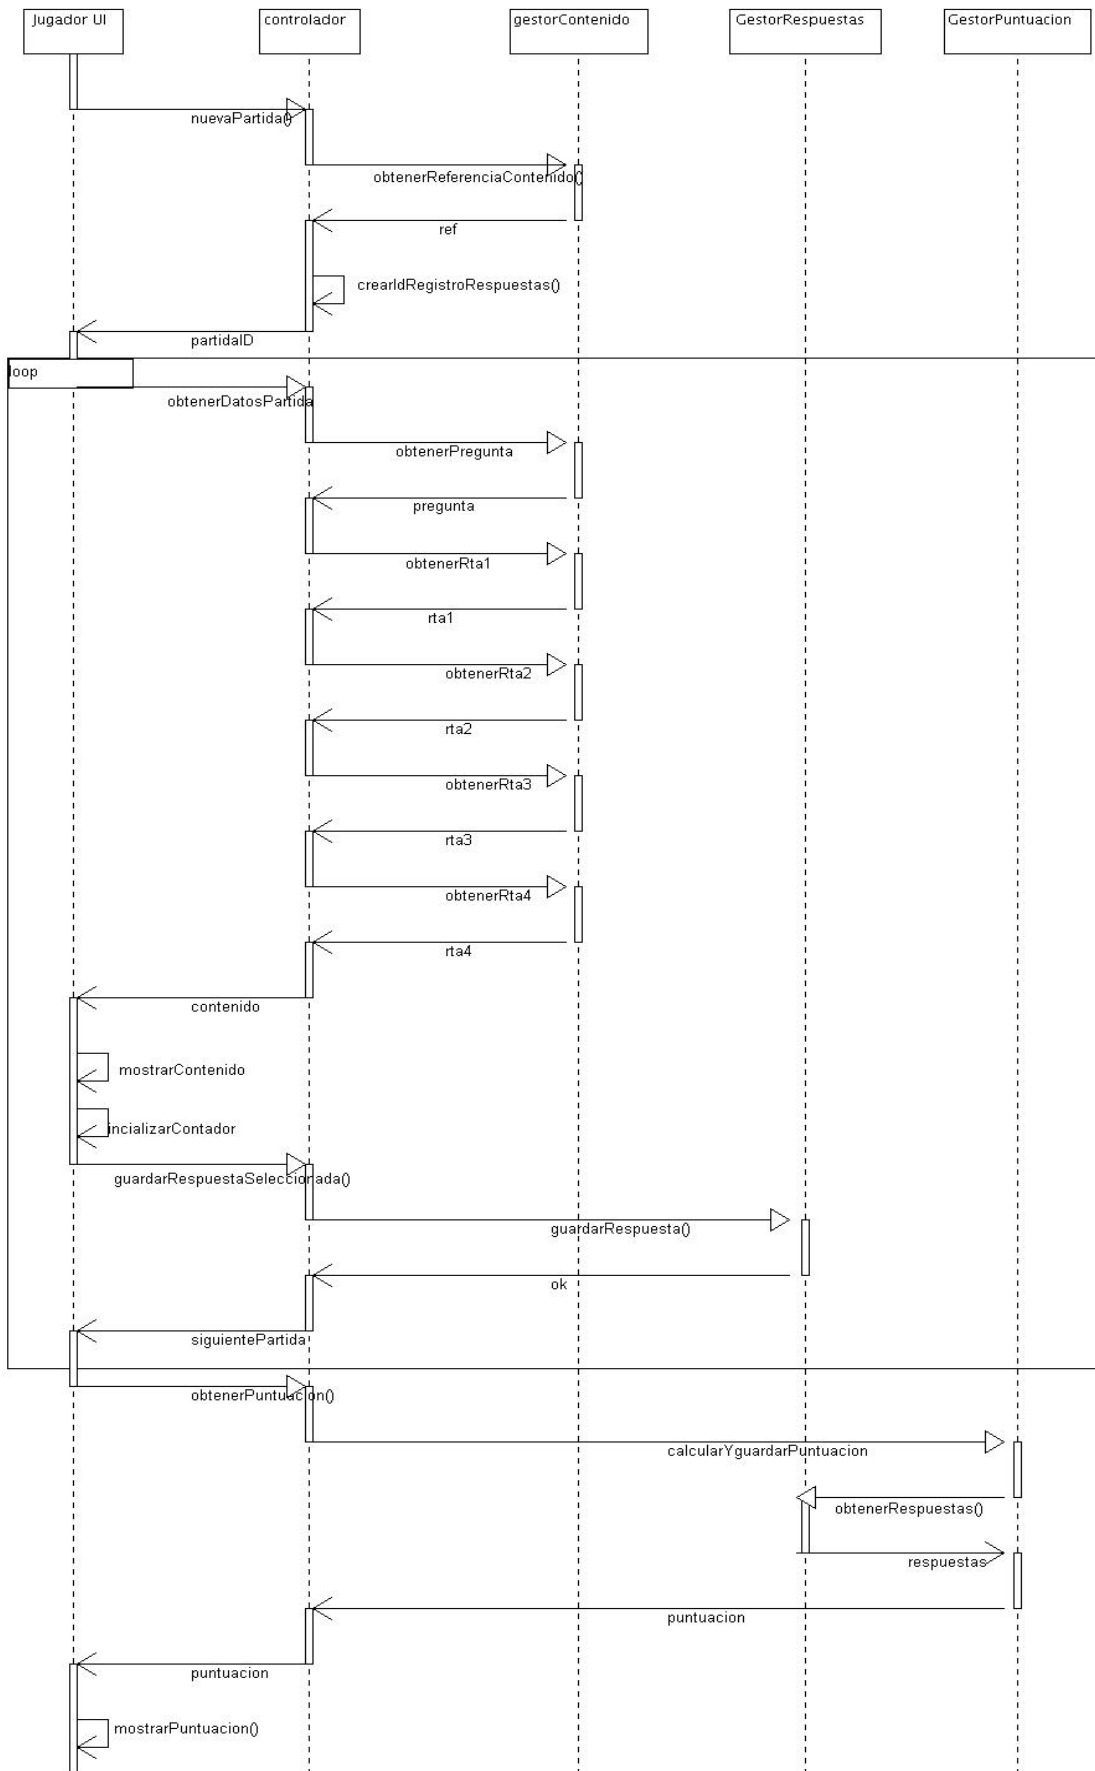 Jugador UI
controlador
gestorContenido
GestorRespuestas
GestorPuntuacion
nuevaPartida()
obtenerReferenciaContenido()
ref
crearIdRegistroRespuestas()
partidaID
loop
obtenerDatosPartida
obtenerPregunta
pregunta
obtenerRta1
rta1
obtenerRta2
rta2
obtenerRta3
rta3
obtenerRta4
rta4
contenido
mostrarContenido
incializarContador
guardarRespuestaSeleccionada()
guardarRespuesta()
ok
siguientePartida
obtenerPuntuacion()
calcularYguardarPuntuacion
obtenerRespuestas()
respuestas
puntuacion
puntuacion
mostrarPuntuacion()